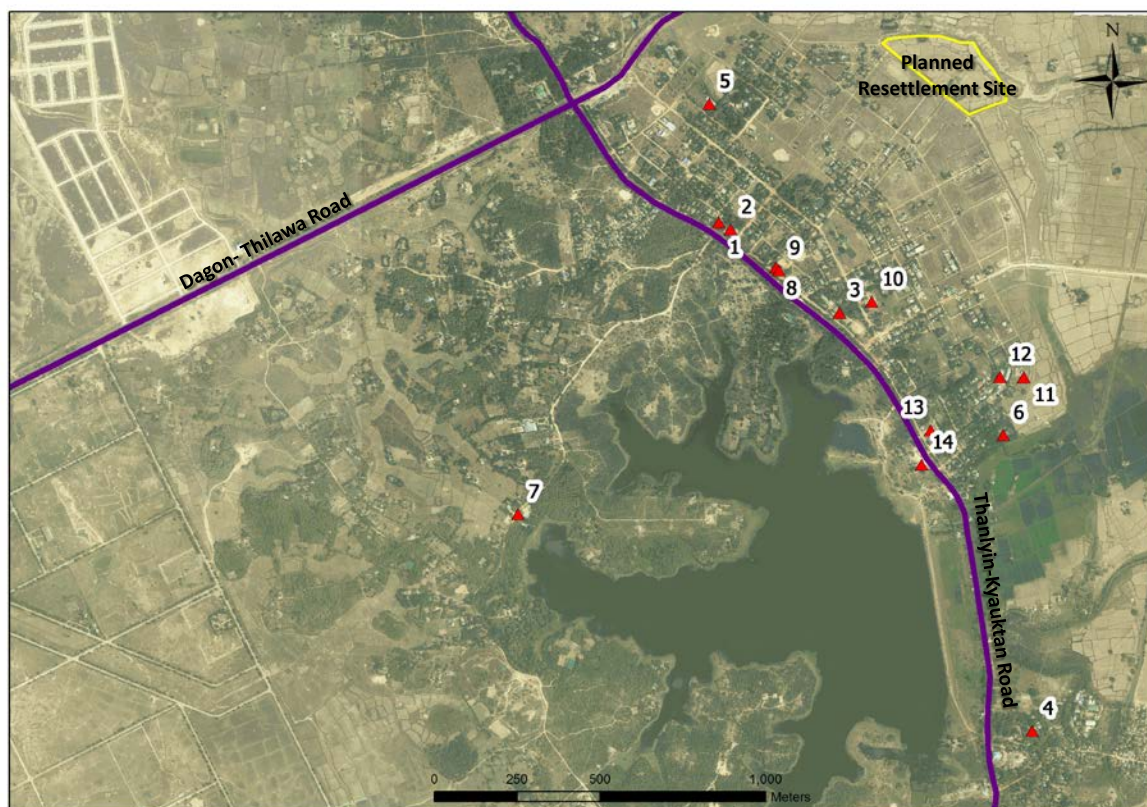 N
Planned
Resettlement Site
5
Dagon- Thilawa Road
2
1
9
8
3
10
12
11
13
6
14
7
Thanlyin-Kyauktan Road
4
0 250 500 1,000
Meters